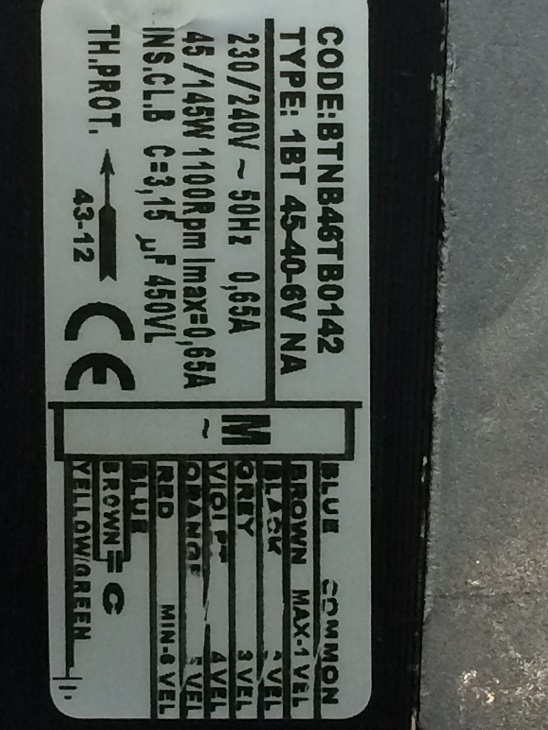 CODE:BTNB46TB0142
TYPE: 1BT 45-40-6V NA
230/240V ~ 50Hz 0,65A
45/145W 1100Rpm Imax=0,65A
INS.CL.B C=3,15 µF 450VL
TH.PROT.
43-12
CE
M
~
BLUE COMMON
BROWN MAX-1 VEL
BLACK VEL
GREY 3 VEL
VIOLET 4 VEL
ORANGE 5 VEL
RED MIN-6 VEL
BLUE
BROWN C
YELLOW/GREEN